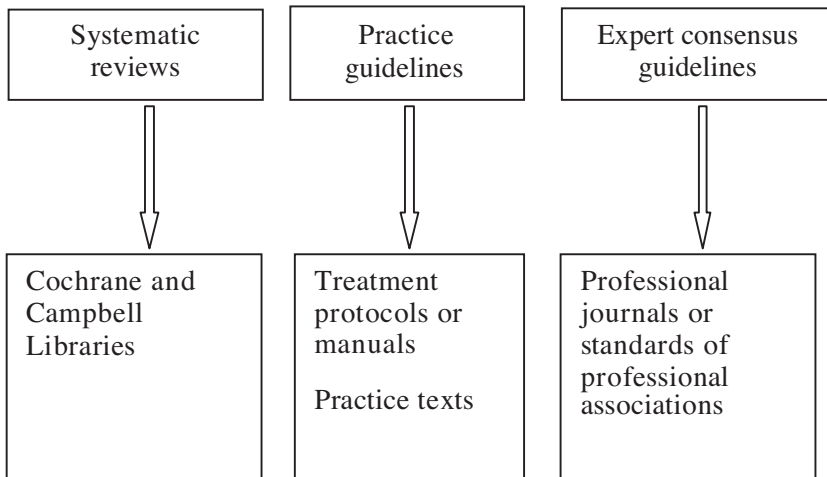 Systematic
reviews
Practice
guidelines
Expert consensus
guidelines
Cochrane and
Campbell
Libraries
Treatment
protocols or
manuals
Practice texts
Professional
journals or
standards of
professional
associations